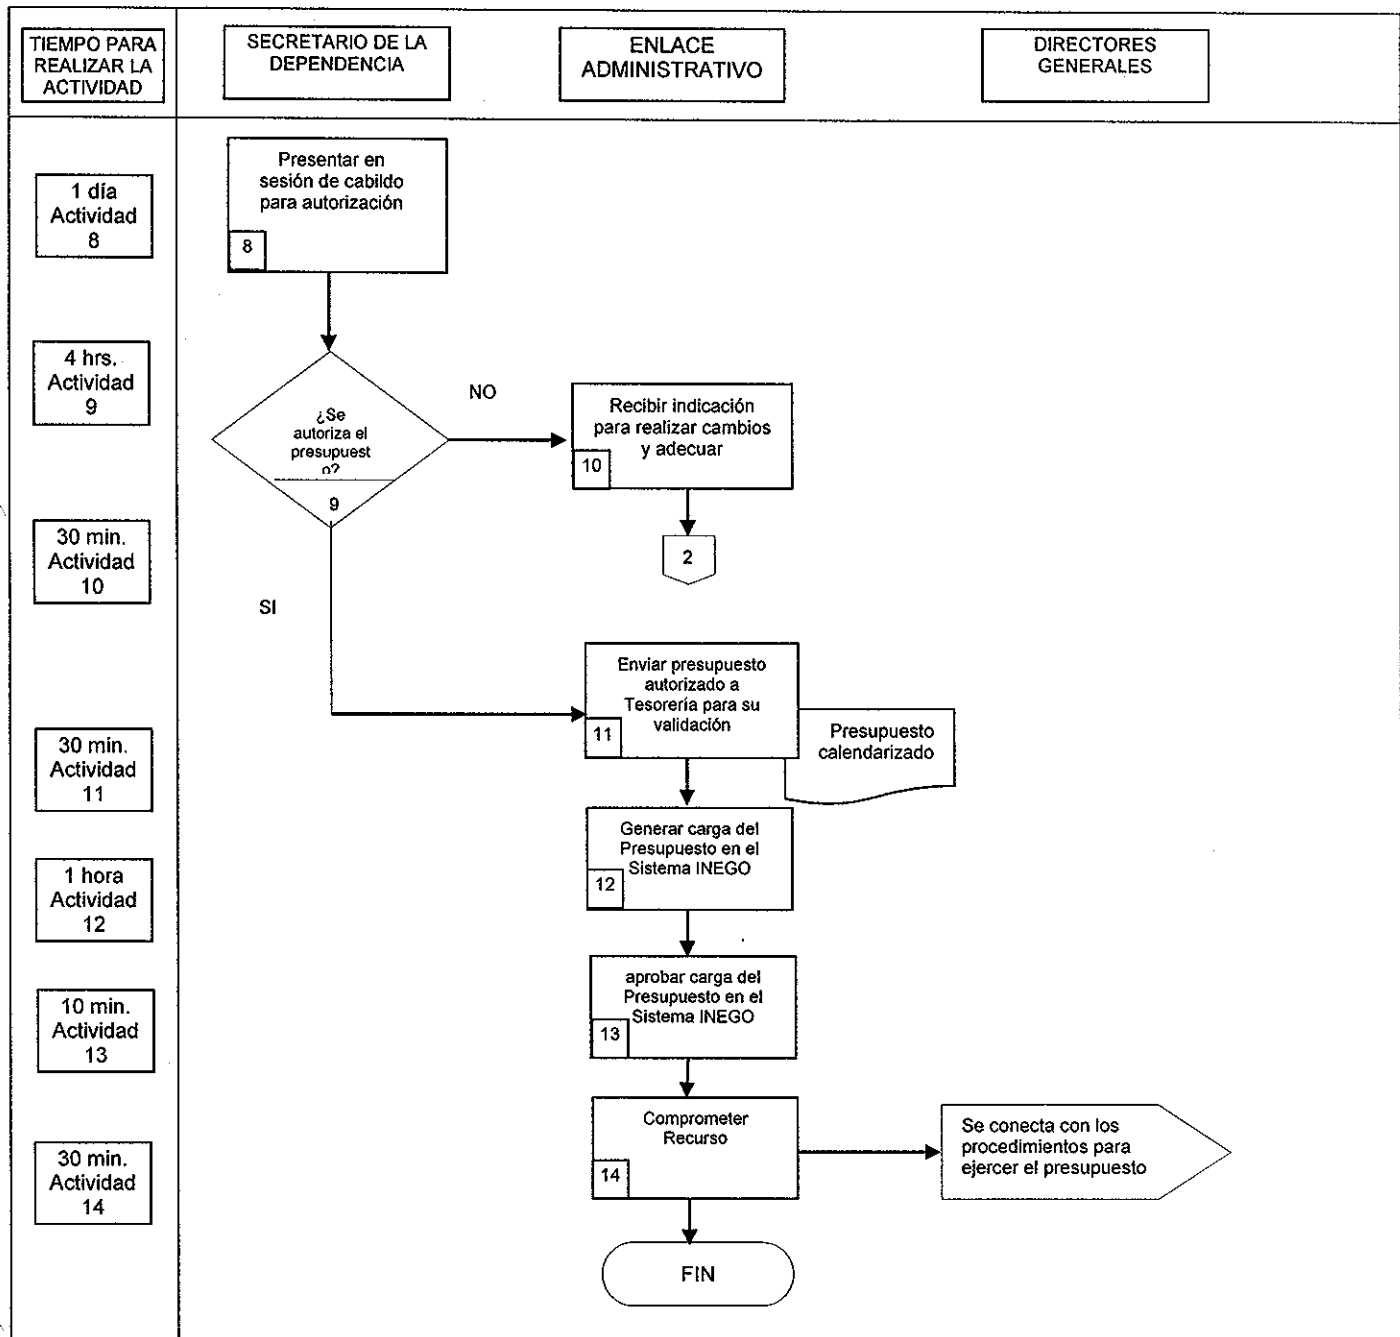 TIEMPO PARA
REALIZAR LA
ACTIVIDAD
SECRETARIO DE LA
DEPENDENCIA
ENLACE
ADMINISTRATIVO
DIRECTORES
GENERALES
1 día
Actividad
8
Presentar en
sesión de cabildo
para autorización
8
4 hrs.
Actividad
9
¿Se
autoriza el
presupuest
o?
9
NO
Recibir indicación
para realizar cambios
y adecuar
10
2
30 min.
Actividad
10
SI
Enviar presupuesto
autorizado a
Tesorería para su
validación
11
Presupuesto
calendarizado
30 min.
Actividad
11
Generar carga del
Presupuesto en el
Sistema INEGO
12
1 hora
Actividad
12
aprobar carga del
Presupuesto en el
Sistema INEGO
13
10 min.
Actividad
13
Comprometer
Recurso
14
Se conecta con los
procedimientos para
ejercer el presupuesto
30 min.
Actividad
14
FIN